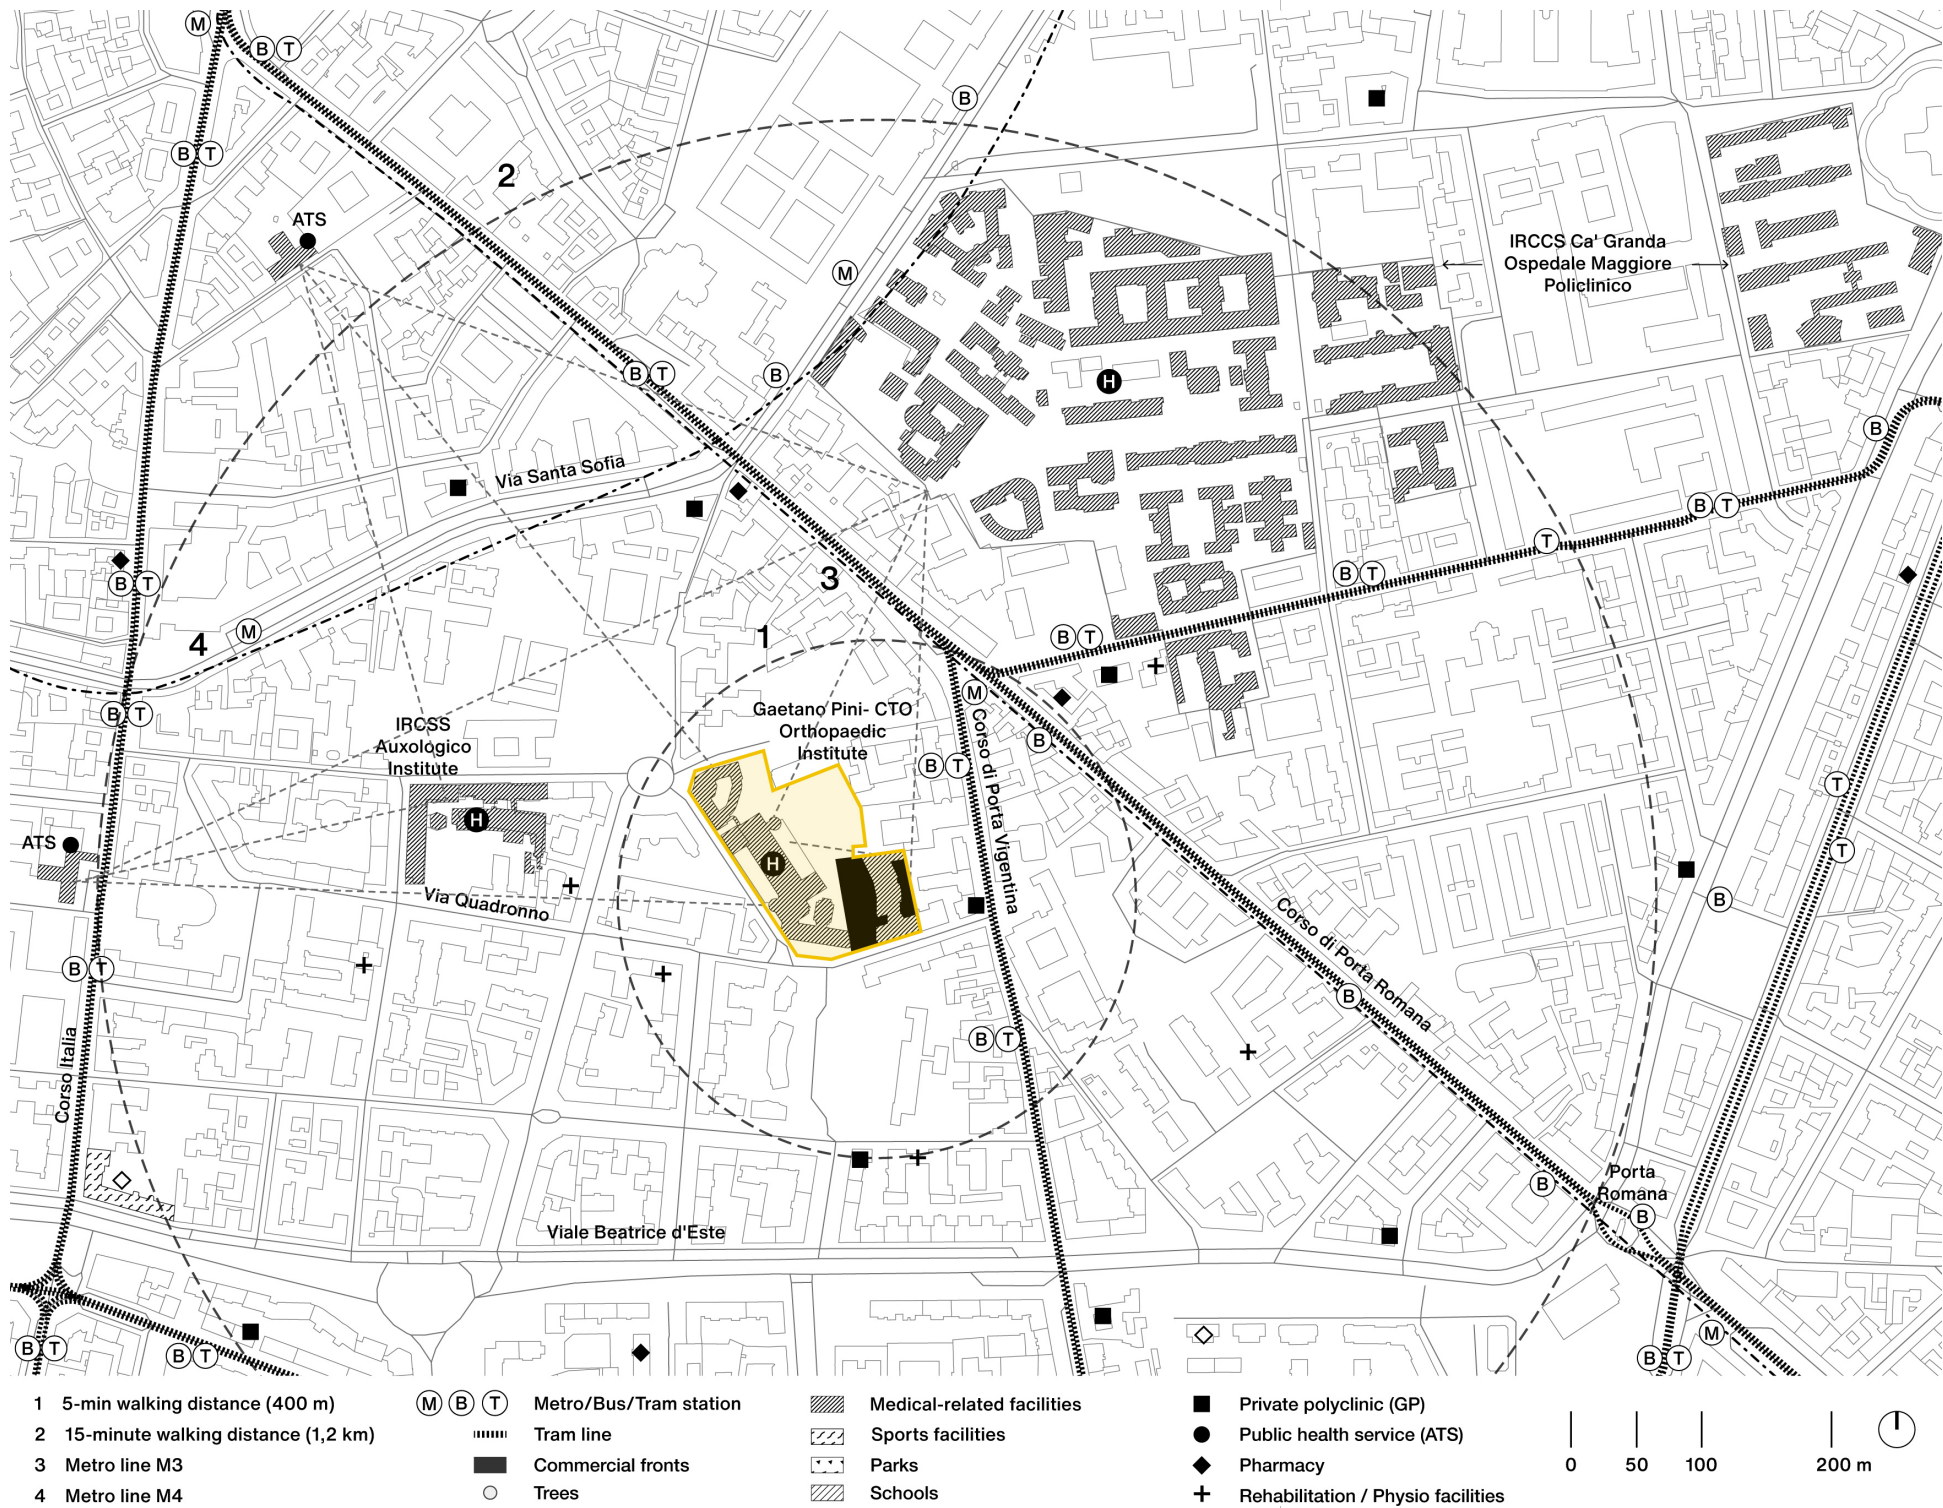 M
B T
B
B T
2
ATS
IRCCS Ca' Granda
Ospedale Maggiore
Policlinico
M
B T
B
H
B
Via Santa Sofia
B T
T
B T
3
B T
4
M
1
B T
M
B T
IRCSS
Auxologico
Institute
Gaetano Pini- CTO
Orthopaedic
Institute
B
B T
Corso di Porta Vigentina
T
H
ATS
T
H
Via Quadronno
B
Corso di Porta Romana
B T
B
B T
Corso Italia
Porta
Romana
B
B
Viale Beatrice d'Este
M
B T
B T
B T
1 5-min walking distance (400 m)
2 15-minute walking distance (1,2 km)
3 Metro line M3
4 Metro line M4
M B T Metro/Bus/Tram station
Tram line
Commercial fronts
Trees
Medical-related facilities
Sports facilities
Parks
Schools
Private polyclinic (GP)
Public health service (ATS)
Pharmacy
Rehabilitation / Physio facilities
0 50 100 200 m